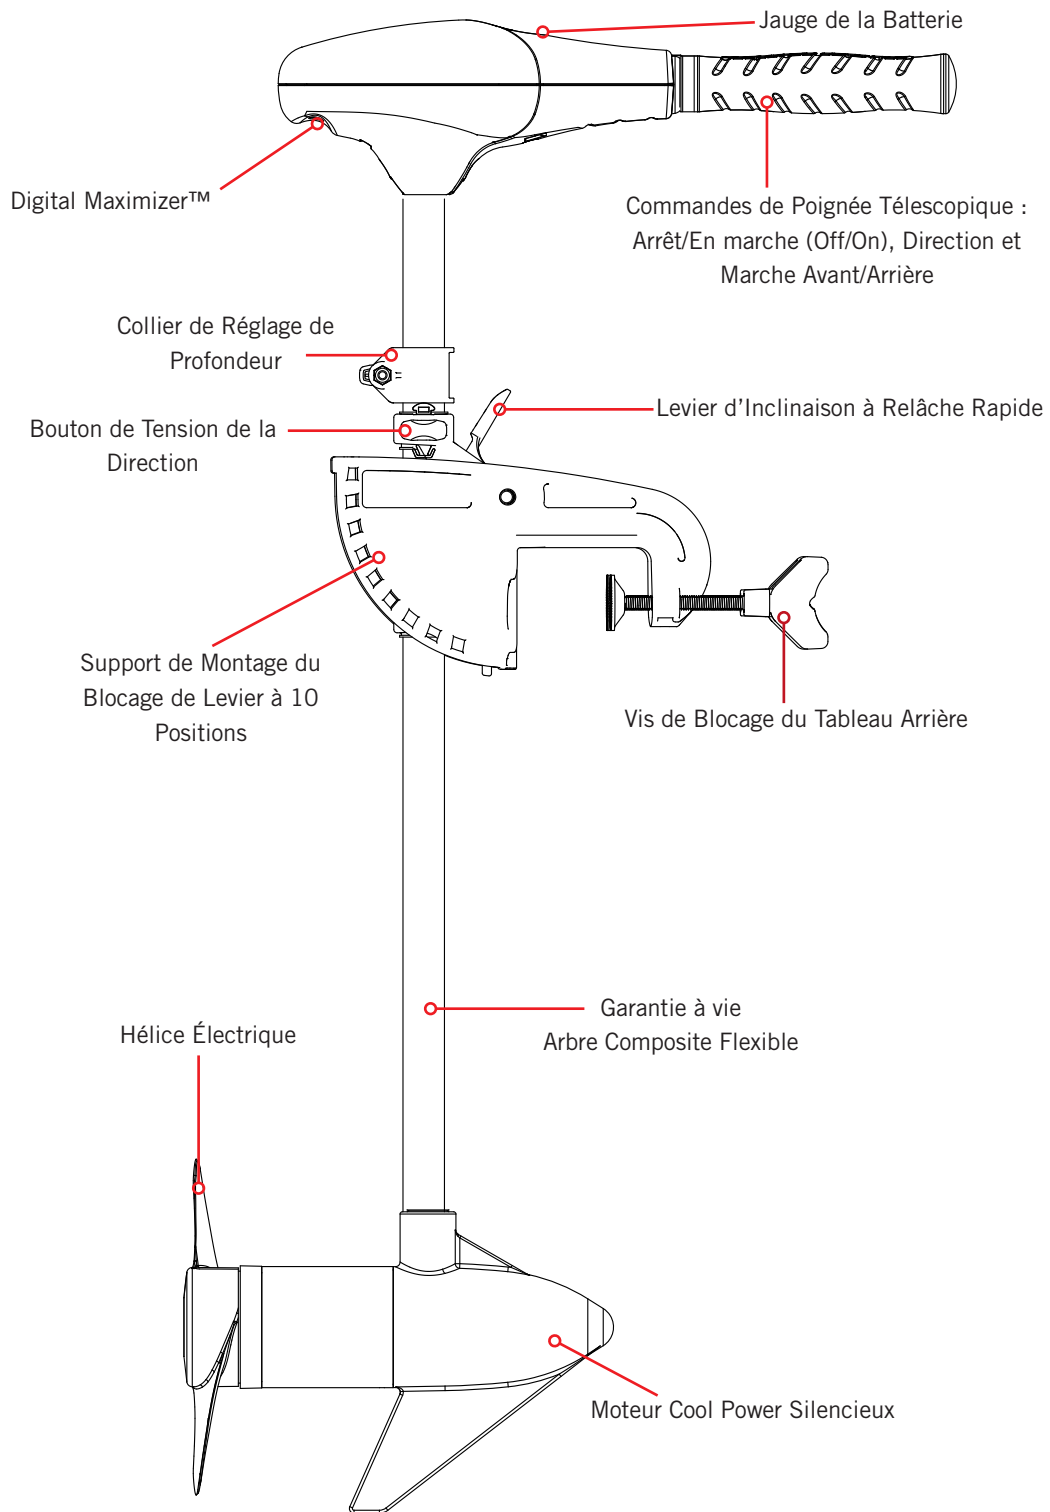 Jauge de la Batterie
Digital Maximizer™
Commandes de Poignée Télescopique :
Arrêt/En marche (Off/On), Direction et
Marche Avant/Arrière
Collier de Réglage de
Profondeur
Levier d’Inclinaison à Relâche Rapide
Bouton de Tension de la
Direction
Support de Montage du
Blocage de Levier à 10
Positions
Vis de Blocage du Tableau Arrière
Garantie à vie
Arbre Composite Flexible
Hélice Électrique
Moteur Cool Power Silencieux